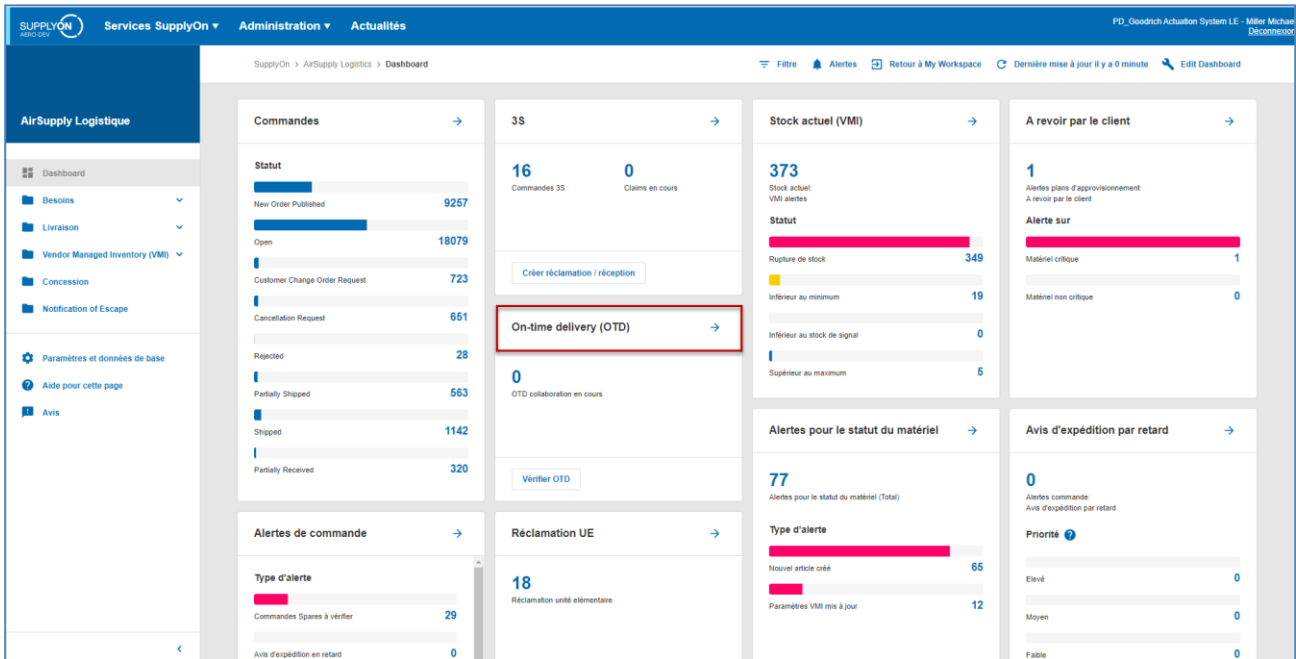 SUPPLYON
AERO-DEV
Services SupplyOn
Administration
Actualités
PD_Goodrich Actuation System LE - Miller Michae
Déconnexion
SupplyOn > AirSupply Logistics > Dashboard
Filtre
Alertes
Retour à My Workspace
Dernière mise à jour il y a 0 minute
Edit Dashboard
AirSupply Logistique
Dashboard
Besoins
Livraison
Vendor Managed Inventory (VMI)
Concession
Notification of Escape
Paramètres et données de base
Aide pour cette page
Avis
Commandes
Statut
New Order Published 9257
Open 18079
Customer Change Order Request 723
Cancellation Request 651
Rejected 28
Partially Shipped 563
Shipped 1142
Partially Received 320
Alertes de commande
Type d'alerte
Commandes Spares à vérifier 29
Avis d'expédition en retard 0
3S
16 0
Commandes 3S Claims en cours
Créer réclamation / réception
On-time delivery (OTD)
0
OTD collaboration en cours
Vérifier OTD
Réclamation UE
18
Réclamation unité elémentaire
Stock actuel (VMI)
373
Stock actuel:
VMI alertes
Statut
Rupture de stock 349
Inférieur au minimum 19
Inférieur au stock de signal 0
Supérieur au maximum 5
Alertes pour le statut du matériel
77
Alertes pour le statut du matériel (Total)
Type d'alerte
Nouvel article créé 65
Paramètres VMI mis à jour 12
A revoir par le client
1
Alertes plans d'approvisionnement:
A revoir par le client
Alerte sur
Matériel critique 1
Matériel non critique 0
Avis d'expédition par retard
0
Alertes commande:
Avis d'expédition par retard
Priorité
Elevé 0
Moyen 0
Faible 0